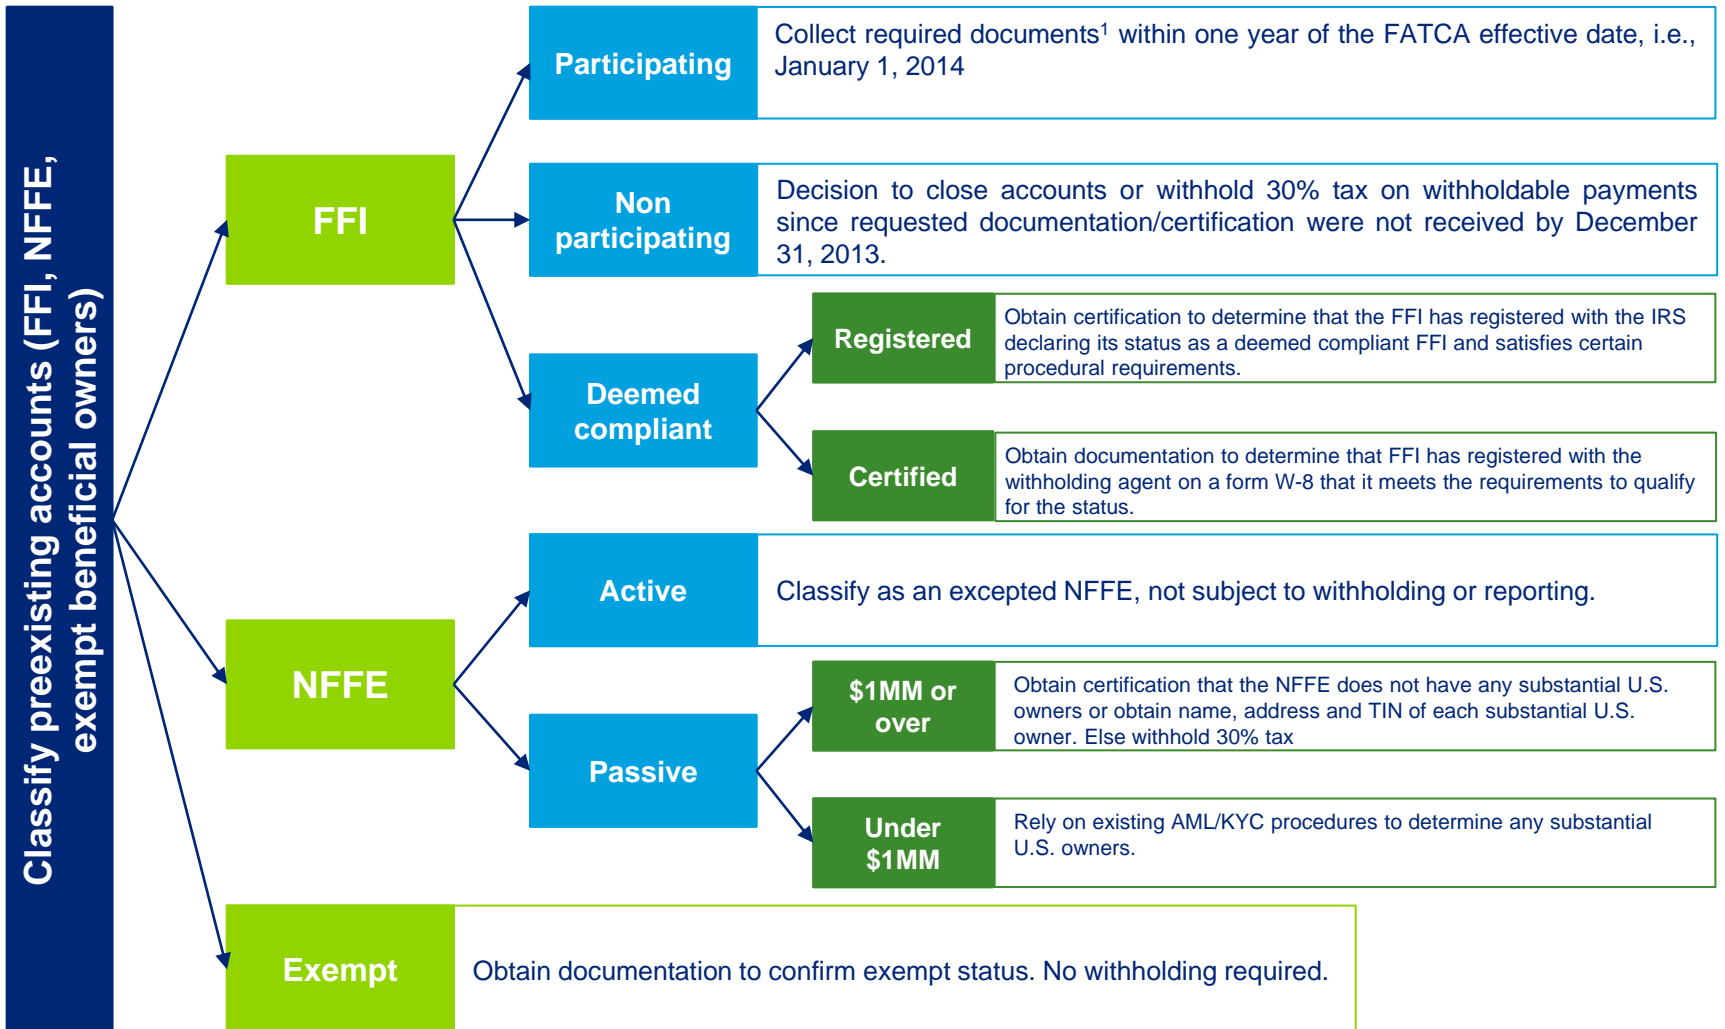 Classify preexisting accounts (FFI, NFFE,
exempt beneficial owners)
FFI
Participating
Collect required documents¹ within one year of the FATCA effective date, i.e.,
January 1, 2014
Non
participating
Decision to close accounts or withhold 30% tax on withholdable payments
since requested documentation/certification were not received by December
31, 2013.
Deemed
compliant
Registered
Obtain certification to determine that the FFI has registered with the IRS
declaring its status as a deemed compliant FFI and satisfies certain
procedural requirements.
Certified
Obtain documentation to determine that FFI has registered with the
withholding agent on a form W-8 that it meets the requirements to qualify
for the status.
NFFE
Active
Classify as an excepted NFFE, not subject to withholding or reporting.
Passive
$1MM or
over
Obtain certification that the NFFE does not have any substantial U.S.
owners or obtain name, address and TIN of each substantial U.S.
owner. Else withhold 30% tax
Under
$1MM
Rely on existing AML/KYC procedures to determine any substantial
U.S. owners.
Exempt
Obtain documentation to confirm exempt status. No withholding required.